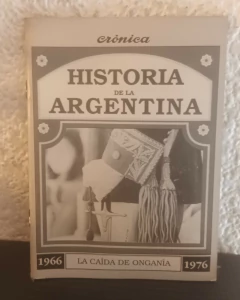 crónica
HISTORIA
DE LA
ARGENTINA
1966
LA CAÍDA DE ONGANÍA
1976